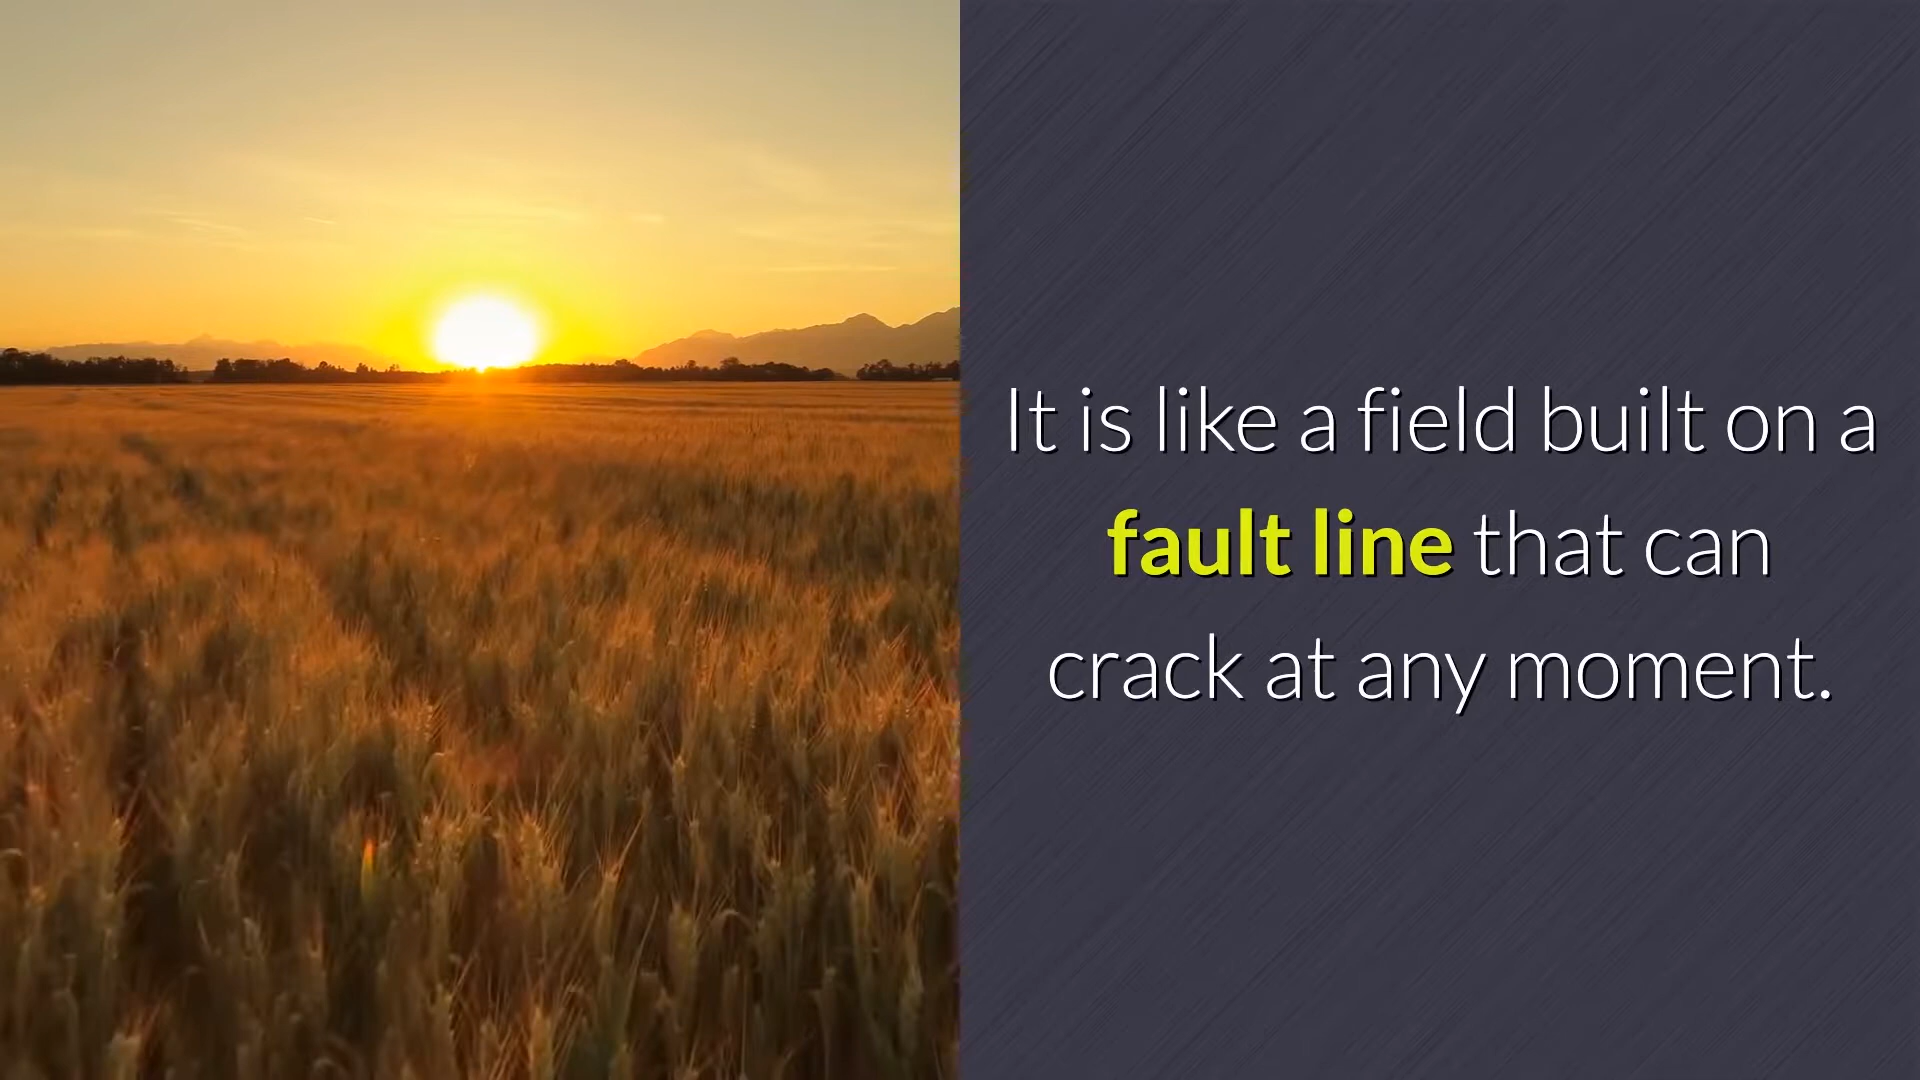 It is like a field built on a
fault line that can
crack at any moment.